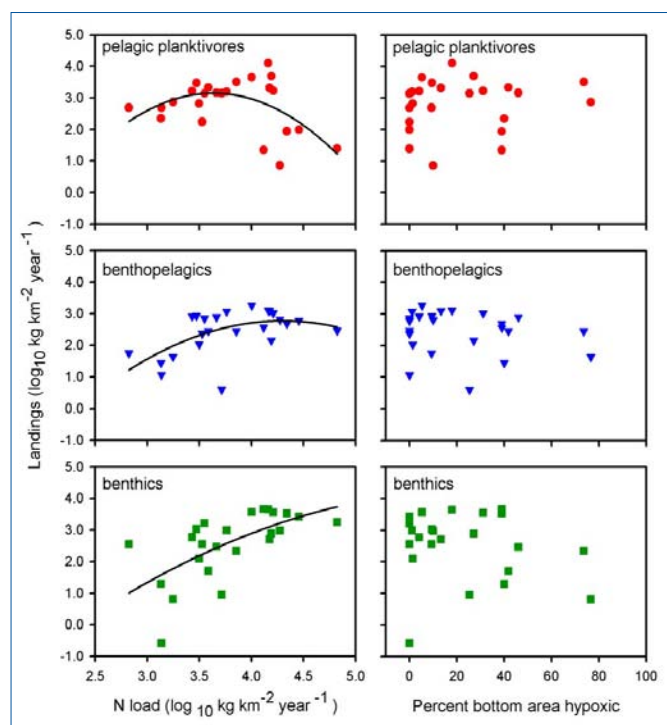 pelagic planktivores
pelagic planktivores
5.0
4.0
3.0
2.0
1.0
0.0
-1.0
benthopelagics
benthopelagics
5.0
4.0
3.0
2.0
1.0
0.0
-1.0
Landings (log10 kg km-2 year -1)
benthics
benthics
5.0
4.0
3.0
2.0
1.0
0.0
-1.0
2.5 3.0 3.5 4.0 4.5 5.0
0 20 40 60 80 100
N load (log 10 kg km-2 year -1)
Percent bottom area hypoxic